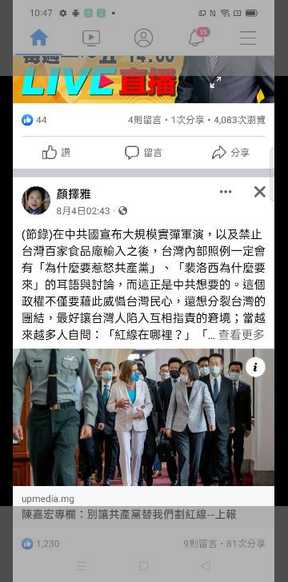 10:47
15
LIVE直播
44
4則留言・1次分享・4,083次瀏覽
讚 留言 分享
顏擇雅
8月4日02:43・
(節錄)在中共國宣布大規模實彈軍演，以及禁止
台灣百家食品廠輸入之後，台灣內部照例一定會
有「為什麼要惹怒共產黨」、「裴洛西為什麼要
來」的耳語與討論，而這正是中共想要的。這個
政權不僅要藉此威嚇台灣民心，還想分裂台灣的
團結，最好讓台灣人陷入互相指責的窘境；當越
來越多人自問：「紅線在哪裡？」「... 查看更多
upmedia.mg
陳嘉宏專欄：別讓共產黨替我們劃紅線--上報
1,230
9則留言・81次分享